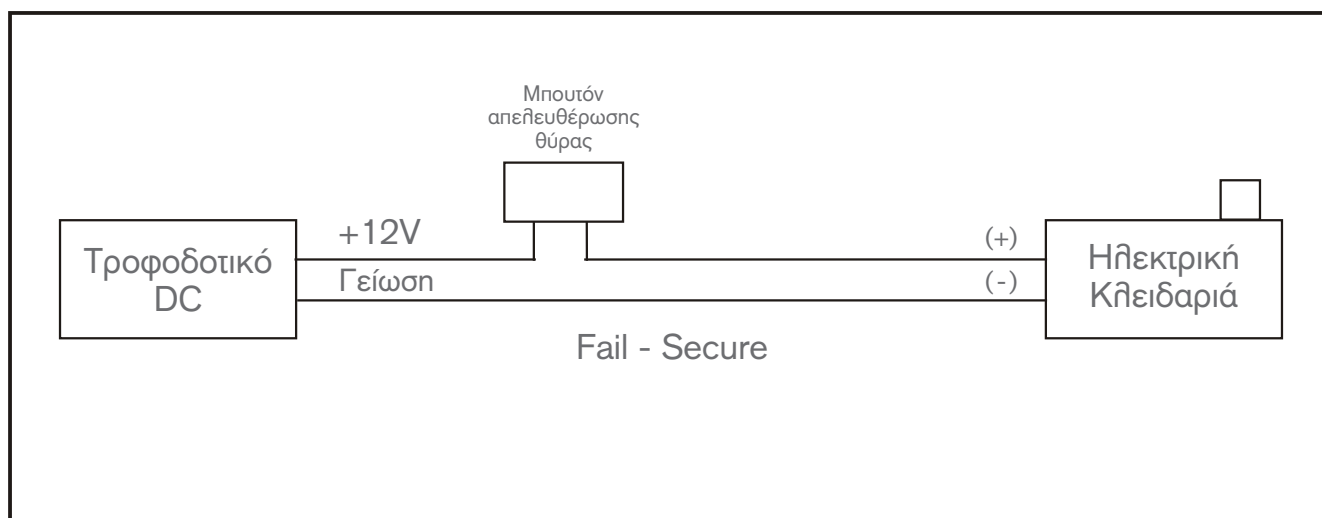 Μπουτόν
απελευθέρωσης
θύρας
+12V
(+)
Τροφοδοτικό
DC
Γείωση
(-)
Ηλεκτρική
Κλειδαριά
Fail - Secure